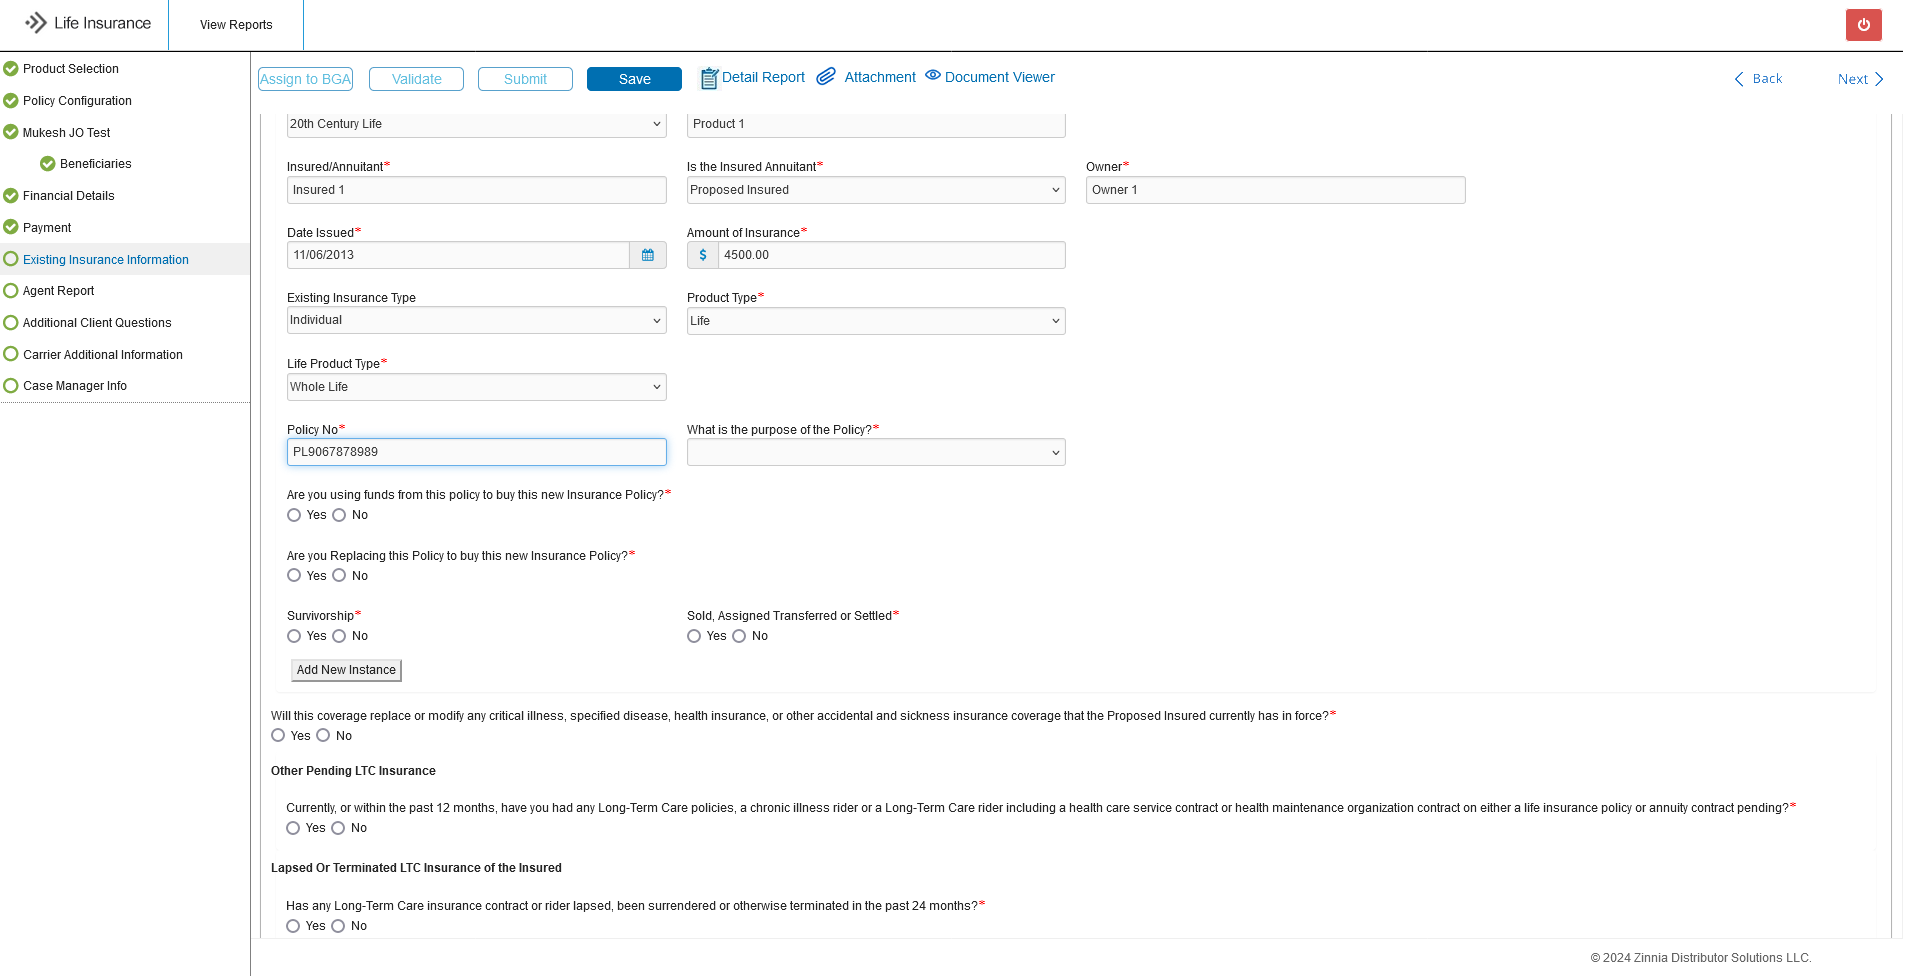 Life Insurance
View Reports
Product Selection
Policy Configuration
Mukesh JO Test
Beneficiaries
Financial Details
Payment
Existing Insurance Information
Agent Report
Additional Client Questions
Carrier Additional Information
Case Manager Info
Assign to BGA Validate Submit Save Detail Report Attachment Document Viewer Back Next
20th Century Life Product 1
Insured/Annuitant* Is the Insured Annuitant* Owner*
Insured 1 Proposed Insured Owner 1
Date Issued* Amount of Insurance*
11/06/2013 $ 4500.00
Existing Insurance Type Product Type*
Individual Life
Life Product Type*
Whole Life
Policy No* What is the purpose of the Policy?*
PL9067878989
Are you using funds from this policy to buy this new Insurance Policy?*
Yes No
Are you Replacing this Policy to buy this new Insurance Policy?*
Yes No
Survivorship* Sold, Assigned Transferred or Settled*
Yes No Yes No
Add New Instance
Will this coverage replace or modify any critical illness, specified disease, health insurance, or other accidental and sickness insurance coverage that the Proposed Insured currently has in force?*
Yes No
Other Pending LTC Insurance
Currently, or within the past 12 months, have you had any Long-Term Care policies, a chronic illness rider or a Long-Term Care rider including a health care service contract or health maintenance organization contract on either a life insurance policy or annuity contract pending?*
Yes No
Lapsed Or Terminated LTC Insurance of the Insured
Has any Long-Term Care insurance contract or rider lapsed, been surrendered or otherwise terminated in the past 24 months?*
Yes No
© 2024 Zinnia Distributor Solutions LLC.